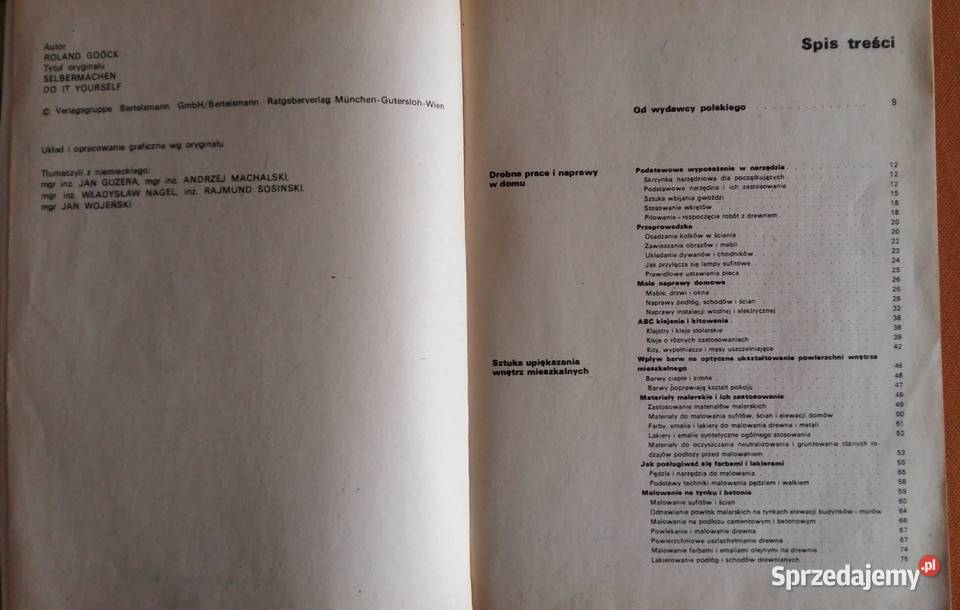 Autor
ROLAND GOÖCK
Tytuł oryginału
SELBERMACHEN
DO IT YOURSELF
© Verlagsgruppe Bertelsmann GmbH/Bertelsmann Ratgeberverlag München-Gutersloh-Wien
Układ i opracowanie graficzne wg oryginału
Tłumaczyli z niemieckiego:
mgr inż. JAN GUZERA, mgr inż. ANDRZEJ MACHALSKI,
mgr inż. WŁADYSŁAW NAGEL, inż. RAJMUND SOSIŃSKI,
mgr JAN WOJEŃSKI
Spis treści
Od wydawcy polskiego 9
Drobne prace i naprawy
w domu
Podstawowe wyposażenie w narzędzia 12
Skrzynka narzędziowa dla początkujących 12
Podstawowe narzędzia i ich zastosowanie 12
Sztuka wbijania gwoździ 15
Stosowanie wkrętów 18
Piłowanie – rozpoczęcie robót z drewnem 18
Przeprowadzka 20
Osadzanie kołków w ścianie 20
Zawieszanie obrazów i mebli 22
Układanie dywanów i chodników 23
Jak przyłącza się lampy sufitowe 24
Prawidłowe ustawienie pieca 25
Małe naprawy domowe 26
Meble, drzwi i okna 26
Naprawy podłóg, schodów i ścian 29
Naprawy instalacji wodnej i elektrycznej 32
ABC klejenia i kitowania 38
Klajstry i kleje stolarskie 38
Kleje o różnych zastosowaniach 39
Kity, wypełniacze i masy uszczelniające 42
Sztuka upiększania
wnętrz mieszkalnych
Wpływ barw na optyczne ukształtowanie powierzchni wnętrza
mieszkalnego 46
Barwy ciepłe i zimne 46
Barwy poprawiają kształt pokoju 47
Materiały malarskie i ich zastosowanie 49
Zastosowanie materiałów malarskich 49
Materiały do malowania sufitów, ścian i elewacji domów 50
Farby, emalie i lakiery do malowania drewna i metali 51
Lakiery i emalie syntetyczne ogólnego stosowania 52
Materiały do oczyszczania neutralizowania i gruntowania różnych ro-
dzajów podłoży przed malowaniem 53
Jak posługiwać się farbami i lakierami 55
Pędzle i narzędzia do malowania 55
Podstawy techniki malowania pędzlem i wałkiem 58
Malowanie na tynku i betonie 59
Malowanie sufitów i ścian 60
Odnawianie powłok malarskich na tynkach elewacji budynków i murów 64
Malowanie na podłożu cementowym i betonowym 66
Powlekanie i malowanie drewna 67
Powierzchniowe uszlachetnianie drewna 67
Malowanie farbami i emaliami olejnymi na drewnie 74
Lakierowanie podłóg i schodów drewnianych 75
Sprzedajemy.pl